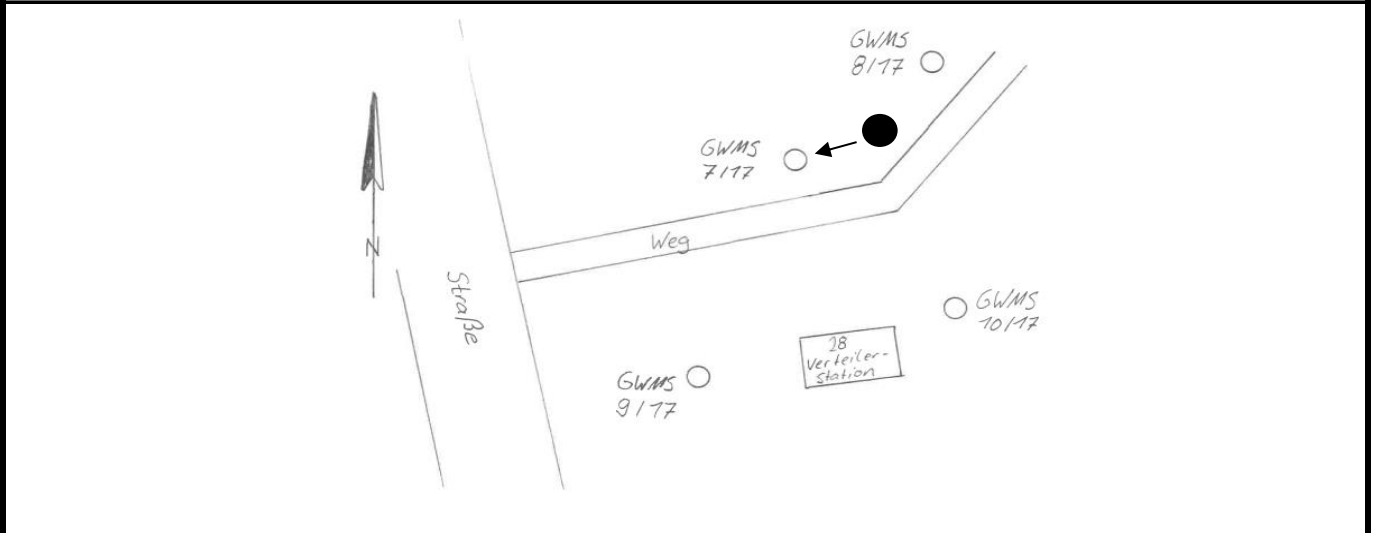 GWMS
8/17
GWMS
7/17
N
Weg
Straße
GWMS
10/17
28
Verteiler-
station
GWMS
9/17